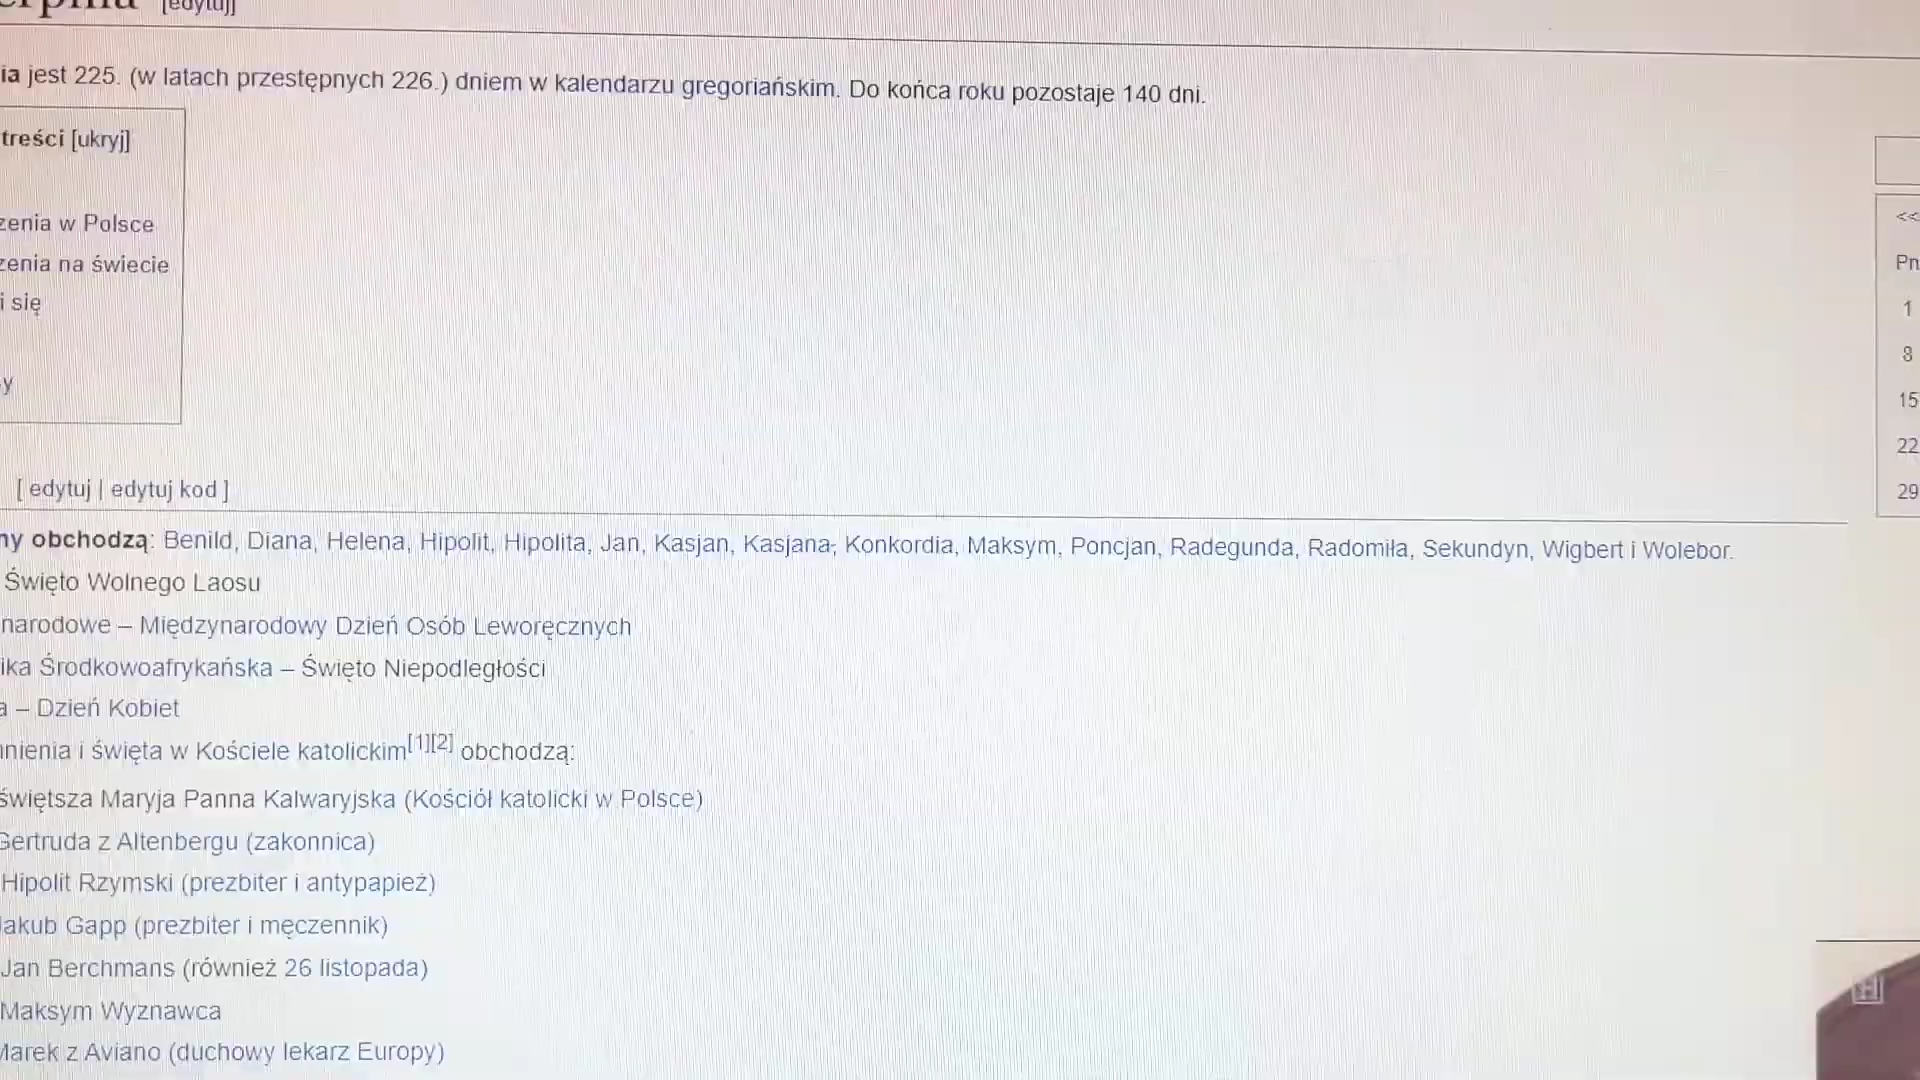 [edytuj]
ia jest 225. (w latach przestępnych 226.) dniem w kalendarzu gregoriańskim. Do końca roku pozostaje 140 dni.
treści [ukryj]
zenia w Polsce
zenia na świecie
i się
y
<<
Pn
1
8
15
22
29
[ edytuj | edytuj kod ]
ny obchodzą: Benild, Diana, Helena, Hipolit, Hipolita, Jan, Kasjan, Kasjana, Konkordia, Maksym, Poncjan, Radegunda, Radomiła, Sekundyn, Wigbert i Wolebor.
Święto Wolnego Laosu
narodowe – Międzynarodowy Dzień Osób Leworęcznych
ika Środkowoafrykańska – Święto Niepodległości
a – Dzień Kobiet
nienia i święta w Kościele katolickim[1][2] obchodzą:
świętsza Maryja Panna Kalwaryjska (Kościół katolicki w Polsce)
Gertruda z Altenbergu (zakonnica)
Hipolit Rzymski (prezbiter i antypapież)
Jakub Gapp (prezbiter i męczennik)
Jan Berchmans (również 26 listopada)
Maksym Wyznawca
Marek z Aviano (duchowy lekarz Europy)